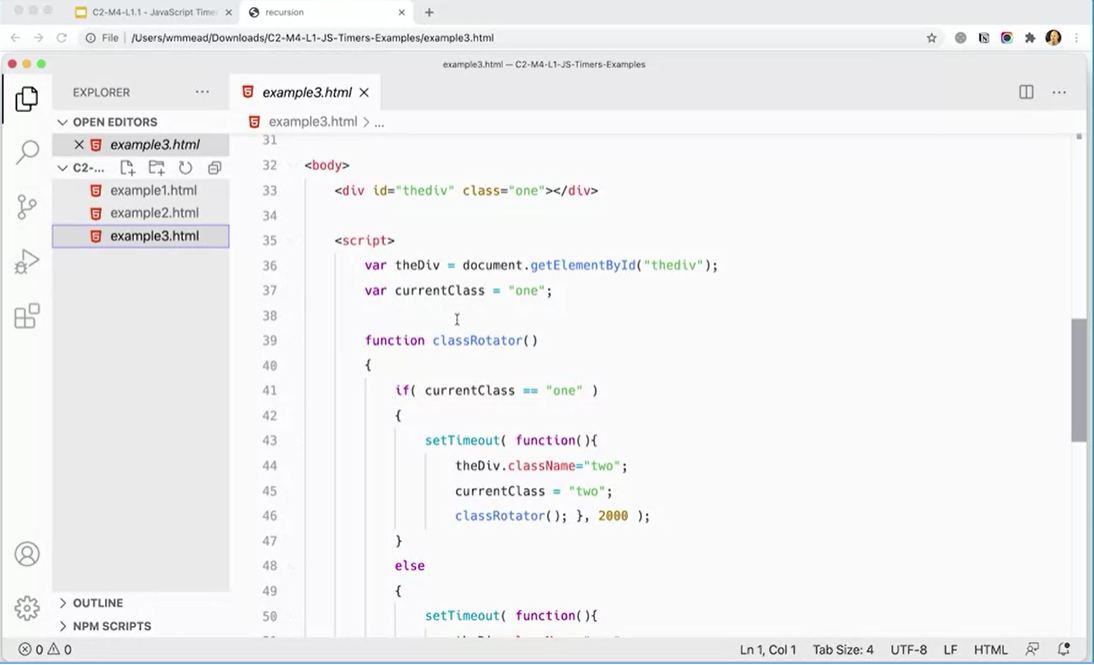 C2-M4-L1.1 - JavaScript Time
recursion
File
/Users/wmmead/Downloads/C2-M4-L1-JS-Timers-Examples/example3.html
example3.html — C2-M4-L1-JS-Timers-Examples
EXPLORER
example3.html
OPEN EDITORS
example3.html > ...
example3.html
C2-...
example1.html
example2.html
example3.html
31
32 <body>
33 <div id="thediv" class="one"></div>
34
35 <script>
36 var theDiv = document.getElementById("thediv");
37 var currentClass = "one";
38
39 function classRotator()
40 {
41 if( currentClass == "one" )
42 {
43 setTimeout( function(){
44 theDiv.className="two";
45 currentClass = "two";
46 classRotator(); }, 2000 );
47 }
48 else
49 {
50 setTimeout( function(){
OUTLINE
NPM SCRIPTS
0 0
Ln 1, Col 1 Tab Size: 4 UTF-8 LF HTML